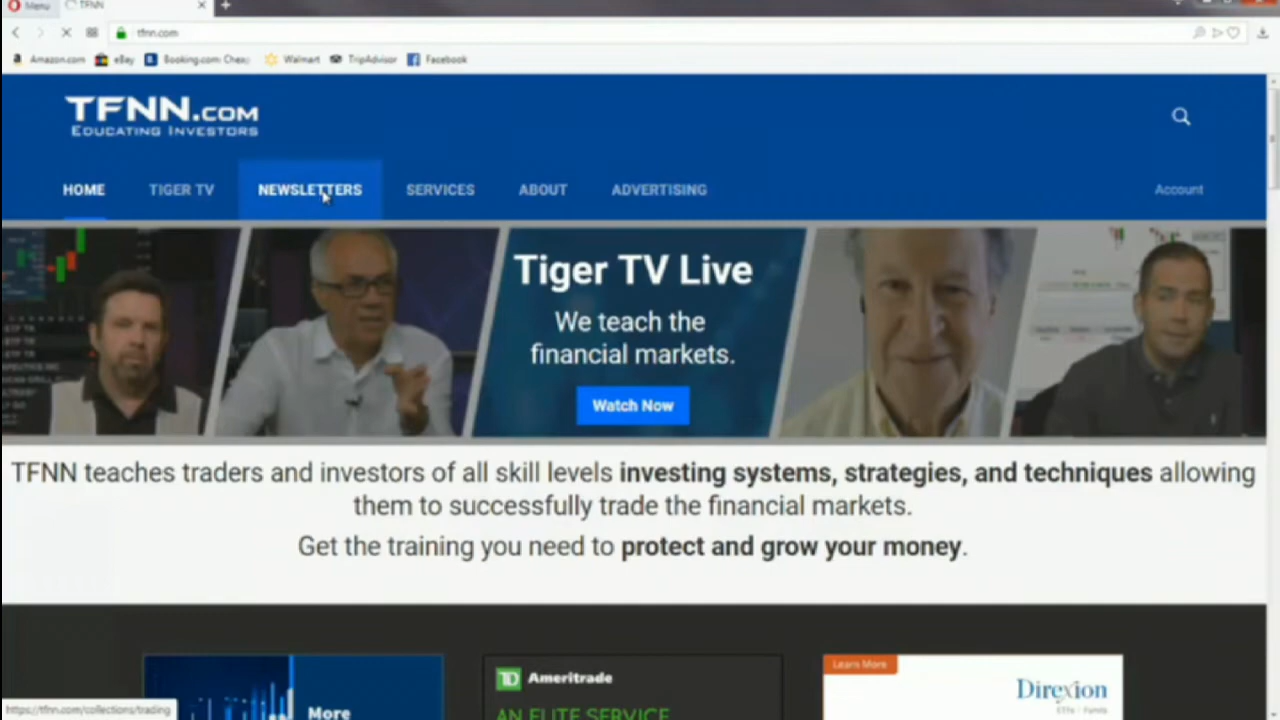 Menu
TFNN
tfnn.com
Amazon.com eBay Booking.com: Cheap Walmart TripAdvisor Facebook
TFNN.COM
EDUCATING INVESTORS
HOME TIGER TV NEWSLETTERS SERVICES ABOUT ADVERTISING Account
Tiger TV Live
We teach the
financial markets.
Watch Now
TFNN teaches traders and investors of all skill levels investing systems, strategies, and techniques allowing
them to successfully trade the financial markets.
Get the training you need to protect and grow your money.
More
TD Ameritrade
AN ELITE SERVICE
Learn More
Direxion
https://tfnn.com/collections/trading